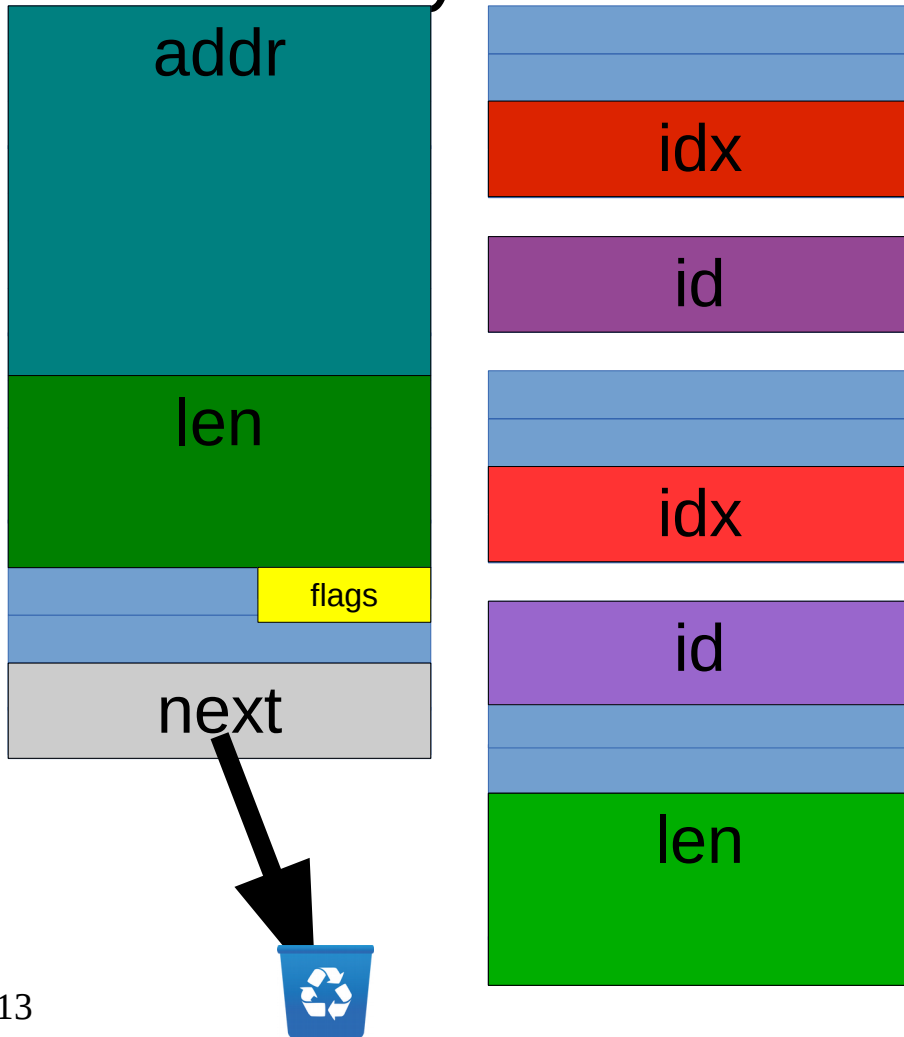 addr
len
flags
next
idx
id
idx
id
len
13